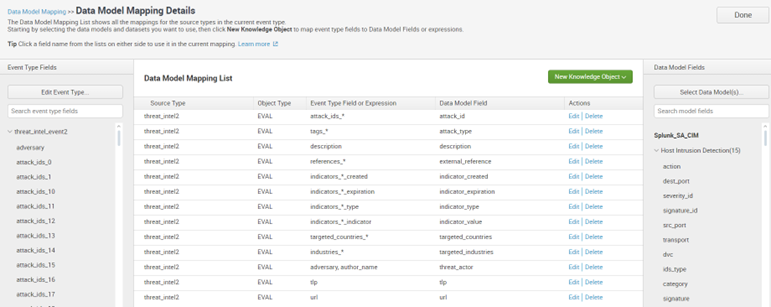 Data Model Mapping >> Data Model Mapping Details
The Data Model Mapping List shows all the mappings for the source types in the current event type.
Starting by selecting the data models and datasets you want to use, then click New Knowledge Object to map event type fields to Data Model Fields or expressions.
Tip Click a field name from the lists on either side to use it in the current mapping. Learn more
Done
Event Type Fields
Edit Event Type...
Search event type fields
threat_intel_event2
adversary
attack_ids_0
attack_ids_1
attack_ids_10
attack_ids_11
attack_ids_12
attack_ids_13
attack_ids_14
attack_ids_15
attack_ids_16
attack_ids_17
Data Model Mapping List
New Knowledge Object
Source Type Object Type Event Type Field or Expression Data Model Field Actions
threat_intel2 EVAL attack_ids_* attack_id Edit | Delete
threat_intel2 EVAL tags_* attack_type Edit | Delete
threat_intel2 EVAL description description Edit | Delete
threat_intel2 EVAL references_* external_reference Edit | Delete
threat_intel2 EVAL indicators_*_created indicator_created Edit | Delete
threat_intel2 EVAL indicators_*_expiration indicator_expiration Edit | Delete
threat_intel2 EVAL indicators_*_type indicator_type Edit | Delete
threat_intel2 EVAL indicators_*_indicator indicator_value Edit | Delete
threat_intel2 EVAL targeted_countries_* targeted_countries Edit | Delete
threat_intel2 EVAL industries_* targeted_industries Edit | Delete
threat_intel2 EVAL adversary, author_name threat_actor Edit | Delete
threat_intel2 EVAL tlp tlp Edit | Delete
threat_intel2 EVAL url url Edit | Delete
Data Model Fields
Select Data Model(s)...
Search model fields
Splunk_SA_CIM
Host Intrusion Detection(15)
action
dest_port
severity_id
signature_id
src_port
transport
dvc
ids_type
category
signature